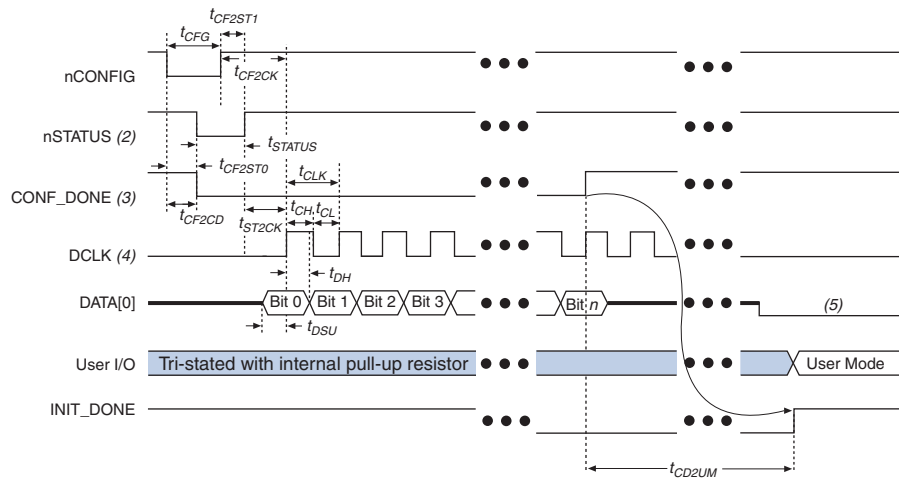 tCF2ST1
tCFG
nCONFIG
tCF2CK
nSTATUS (2)
tSTATUS
tCF2ST0
tCLK
CONF_DONE (3)
tCF2CD
tST2CK
tCH
tCL
DCLK (4)
tDH
DATA[0]
Bit 0
Bit 1
Bit 2
Bit 3
Bit n
(5)
tDSU
User I/O
Tri-stated with internal pull-up resistor
User Mode
INIT_DONE
tCD2UM